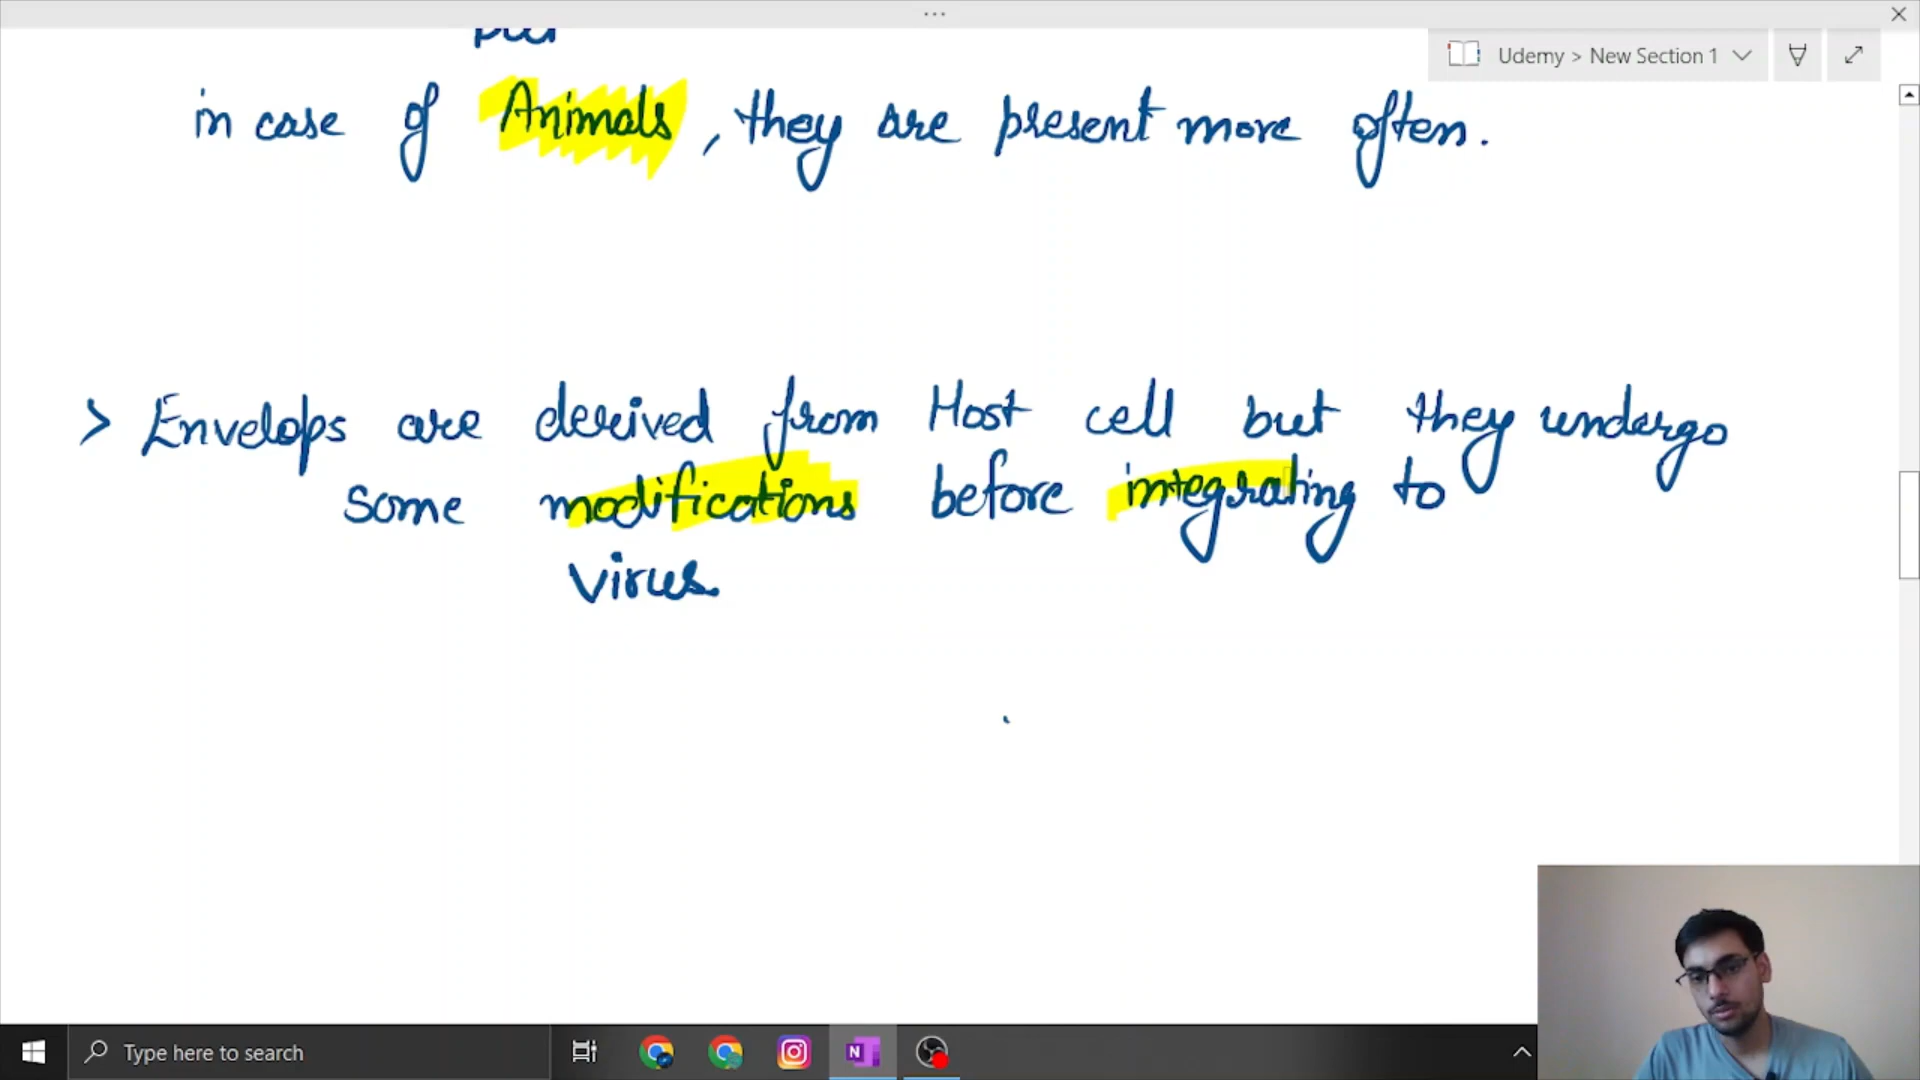 Udemy > New Section 1
but
in case of Animals, they are present more often.
> Envelops are derived from Host cell but they undergo
some modifications before integrating to
virus.
Type here to search